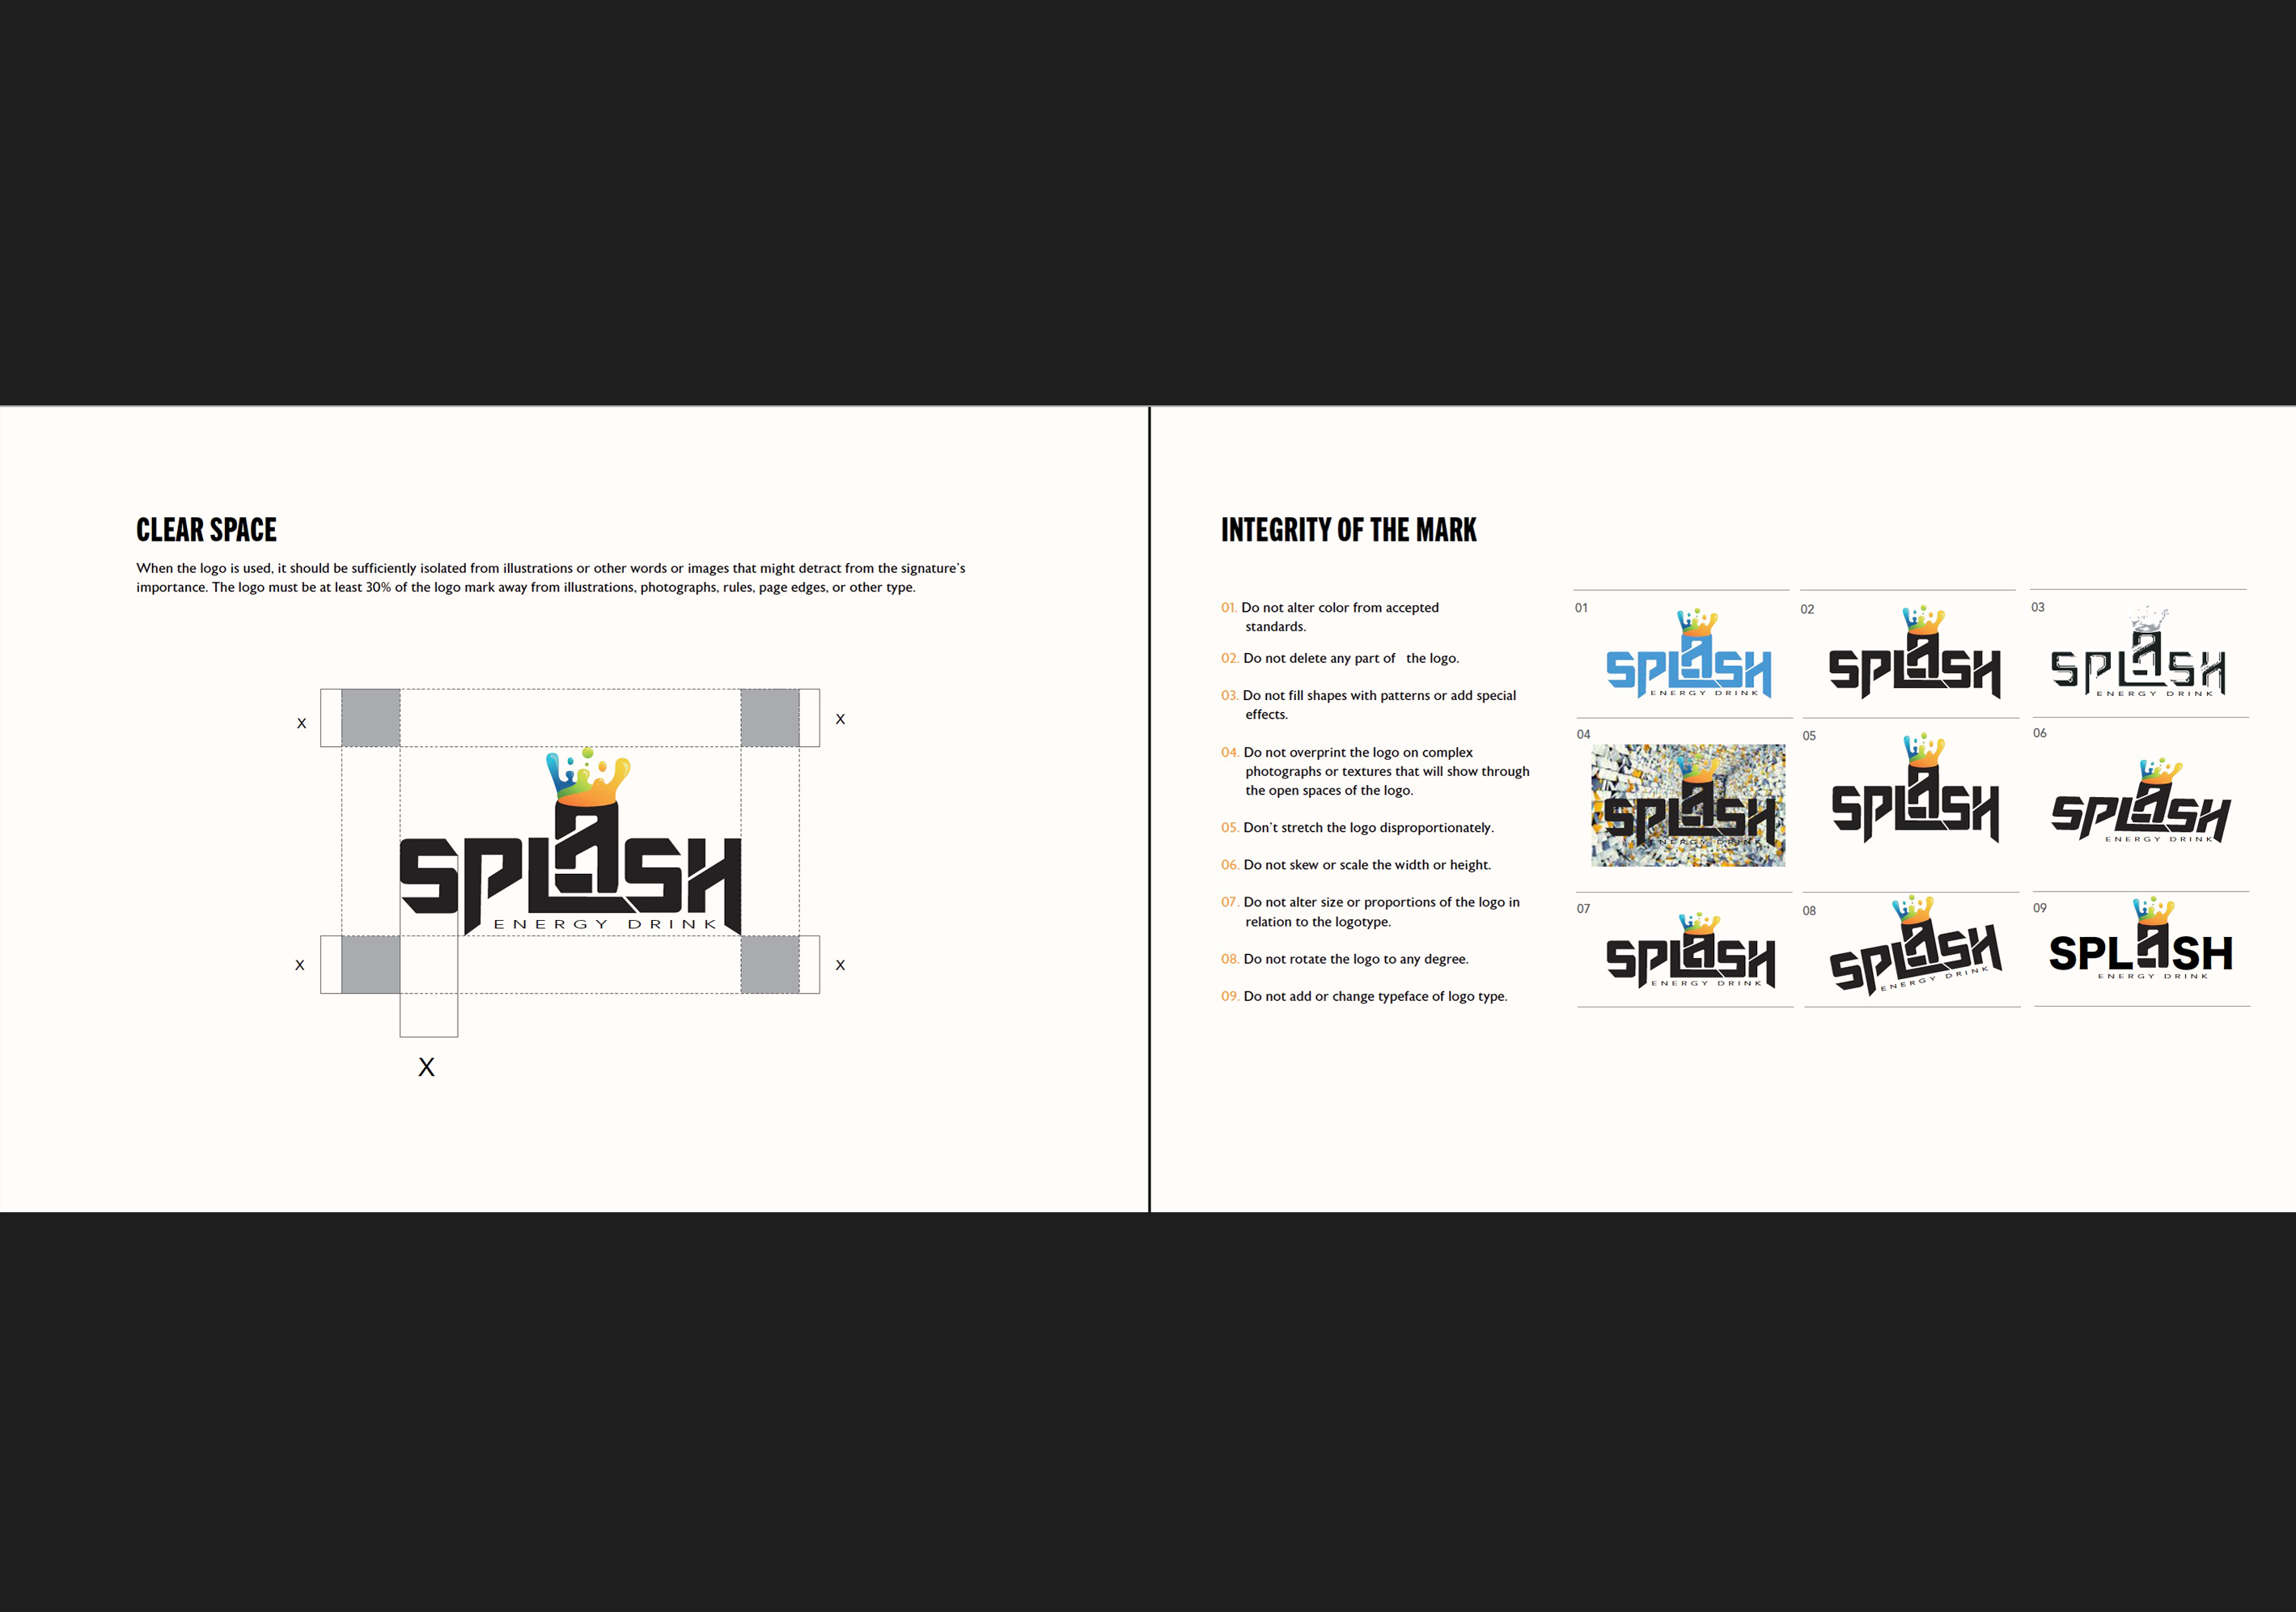 CLEAR SPACE
When the logo is used, it should be sufficiently isolated from illustrations or other words or images that might detract from the signature's
importance. The logo must be at least 30% of the logo mark away from illustrations, photographs, rules, page edges, or other type.
X
X
SPLaSH
ENERGY DRINK
X
X
X
INTEGRITY OF THE MARK
01. Do not alter color from accepted
standards.
02. Do not delete any part of   the logo.
03. Do not fill shapes with patterns or add special
effects.
04. Do not overprint the logo on complex
photographs or textures that will show through
the open spaces of the logo.
05. Don't stretch the logo disproportionately.
06. Do not skew or scale the width or height.
07. Do not alter size or proportions of the logo in
relation to the logotype.
08. Do not rotate the logo to any degree.
09. Do not add or change typeface of logo type.
01
SPLaSH
ENERGY DRINK
02
SPLaSH
03
SPLaSH
ENERGY DRINK
04
SPLaSH
ENERGY DRINK
05
SPLaSH
06
SPLaSH
ENERGY DRINK
07
SPLaSH
ENERGY DRINK
08
SPLaSH
ENERGY DRINK
09
SPLaSH
ENERGY DRINK